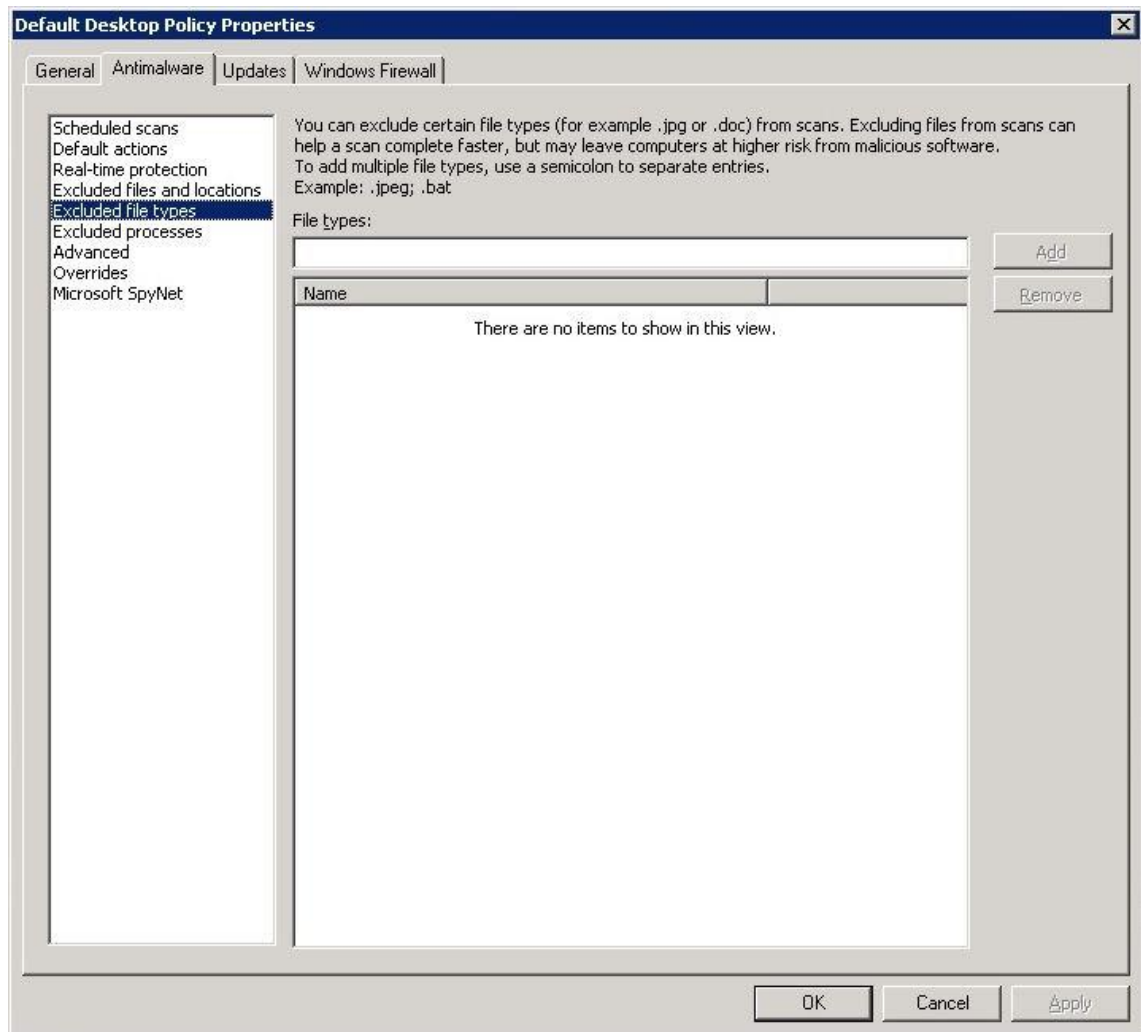 Default Desktop Policy Properties
General
Antimalware
Updates
Windows Firewall
Scheduled scans
Default actions
Real-time protection
Excluded files and locations
Excluded file types
Excluded processes
Advanced
Overrides
Microsoft SpyNet
You can exclude certain file types (for example .jpg or .doc) from scans. Excluding files from scans can
help a scan complete faster, but may leave computers at higher risk from malicious software.
To add multiple file types, use a semicolon to separate entries.
Example: .jpeg; .bat
File types:
Add
Name
Remove
There are no items to show in this view.
OK
Cancel
Apply